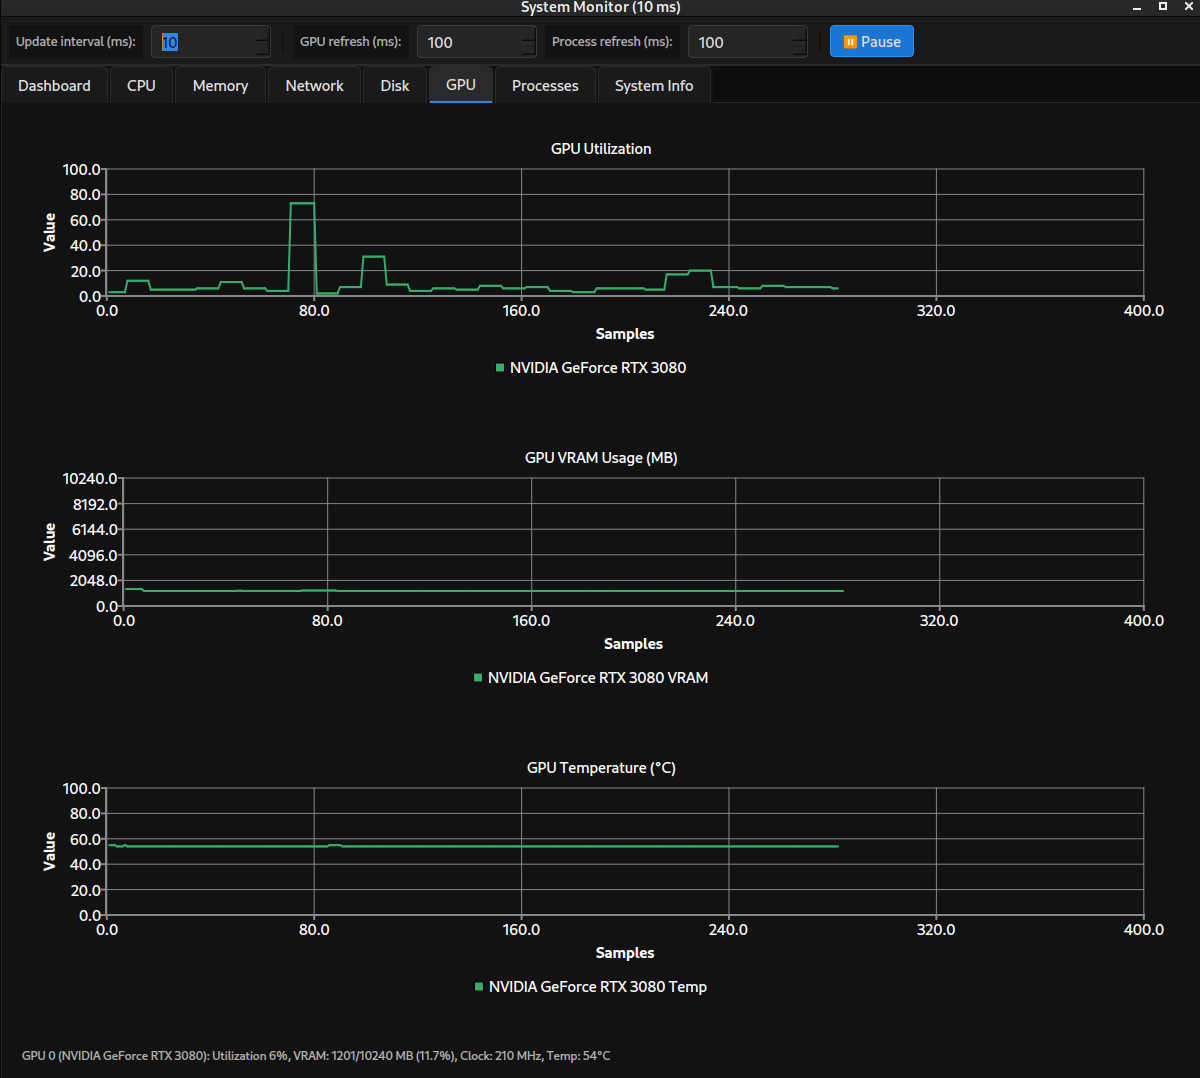 System Monitor (10 ms)
Update interval (ms): 10 GPU refresh (ms): 100 Process refresh (ms): 100 Pause
Dashboard CPU Memory Network Disk GPU Processes System Info
GPU Utilization
100.0
80.0
60.0
40.0
20.0
0.0
Value
0.0 80.0 160.0 240.0 320.0 400.0
Samples
NVIDIA GeForce RTX 3080
GPU VRAM Usage (MB)
10240.0
8192.0
6144.0
4096.0
2048.0
0.0
Value
0.0 80.0 160.0 240.0 320.0 400.0
Samples
NVIDIA GeForce RTX 3080 VRAM
GPU Temperature (°C)
100.0
80.0
60.0
40.0
20.0
0.0
Value
0.0 80.0 160.0 240.0 320.0 400.0
Samples
NVIDIA GeForce RTX 3080 Temp
GPU 0 (NVIDIA GeForce RTX 3080): Utilization 6%, VRAM: 1201/10240 MB (11.7%), Clock: 210 MHz, Temp: 54°C